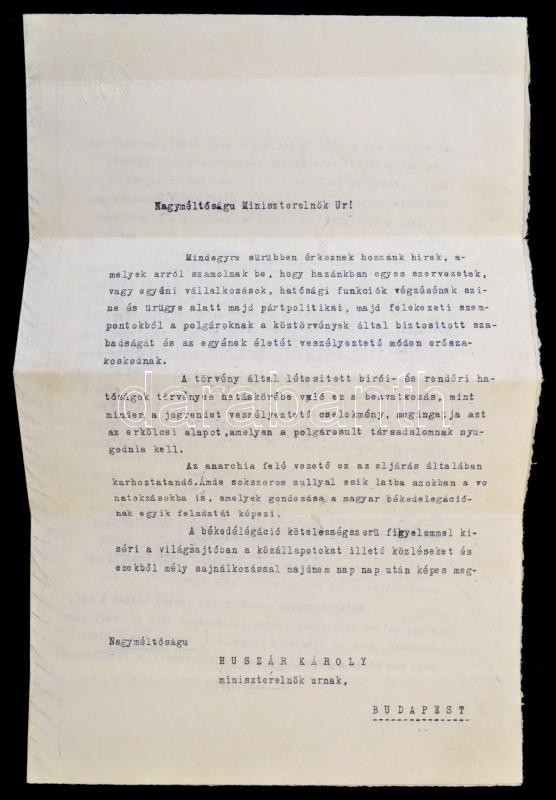 Nagyméltóságu Miniszterelnök Ur!
Mindegyre sürübben érkeznek hozzánk hirek, a-
melyek arról számolnak be, hogy hazánkban egyes szervezetek,
vagy egyéni vállalkozások, hatósági funkciók végzésének szi-
ne és ürügye alatt majd pártpolitikai, majd felekezeti szem-
pontokból a polgároknak a köztörvények által biztositott sza-
badságát és az egyének életét veszélyeztető módon erősza-
koskodnak.
A törvény által létesitett birói- és rendőri ha-
tóságok törvényes hatáskörébe való ez a beavatkozás, mint
minden a jogrendet veszélyeztető cselekmény, megingatja azt
az erkölcsi alapot, amelyen a polgárosult társadalomnak nyu-
godnia kell.
Az anarchia felé vezető ez az eljárás általában
karhoztatandó. Ámde sokszoros sullyal esik latba azokban a vo
natokzásokba is, amelyek gondozása a magyar békedelegáció-
nak egyik feladatát képezi,
A békedélégáció kötelességszerü figyelemmel ki-
séri a világsajtóban a közállapotokat illető közléseket és
ezekből mély sajnálkozással majdnem nap nap után képes meg-
Nagyméltóságu
HUSZÁR KÁROLY
miniszterelnök urnak,
BUDAPEST
darabanth